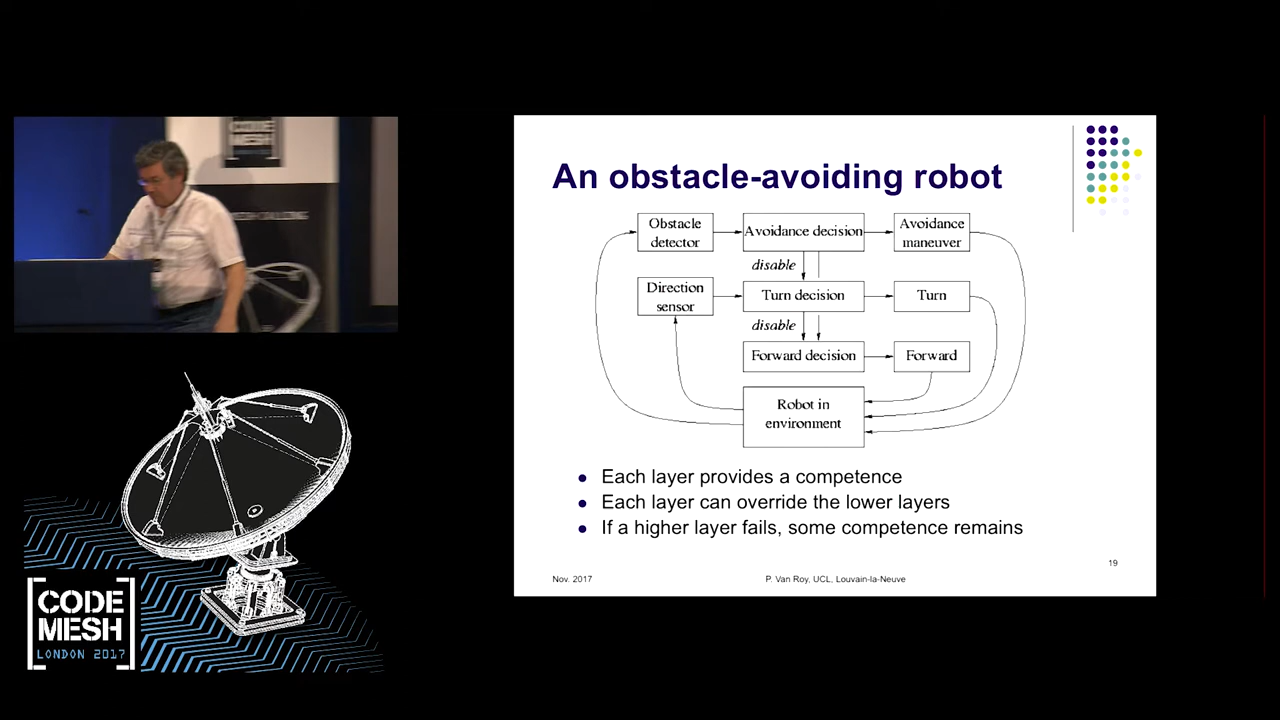 CODE
MESH
An obstacle-avoiding robot
Obstacle
detector
Avoidance decision
Avoidance
maneuver
disable
Direction
sensor
Turn decision
Turn
disable
Forward decision
Forward
Robot in
environment
Each layer provides a competence
Each layer can override the lower layers
If a higher layer fails, some competence remains
19
Nov. 2017
P. Van Roy, UCL, Louvain-la-Neuve
CODE
MESH
LONDON 2017